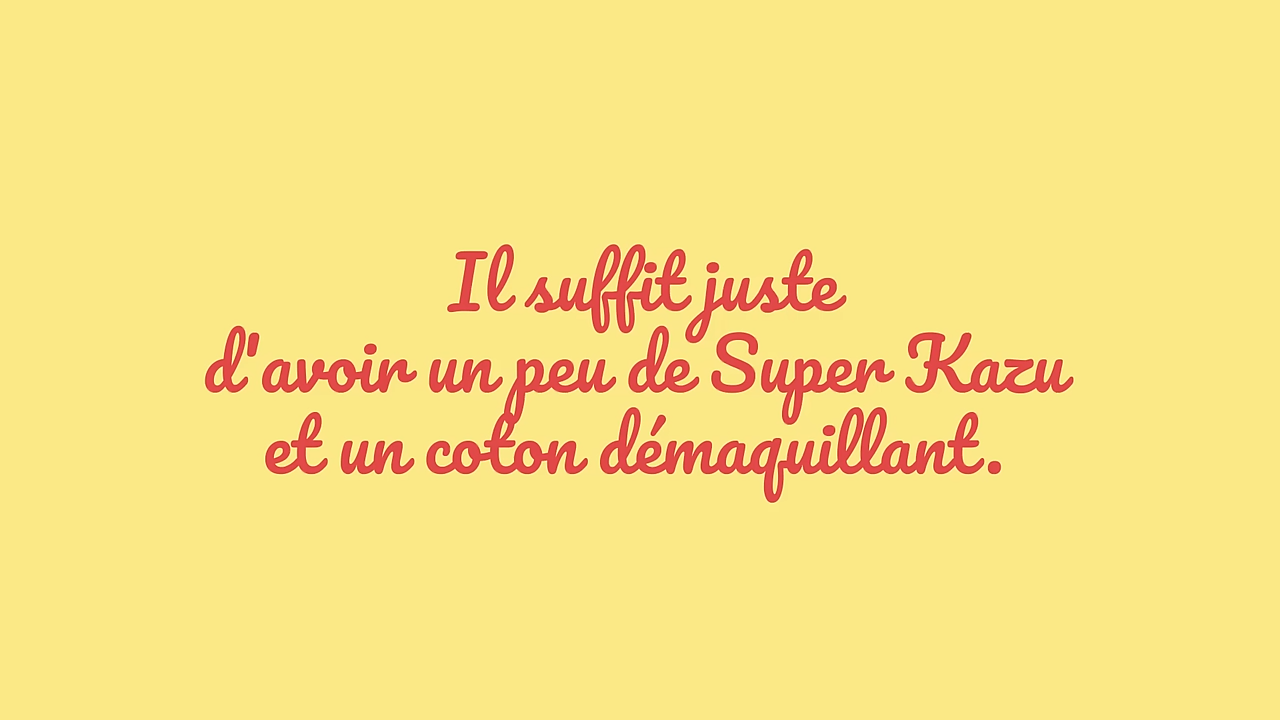 Il suffit juste
d'avoir un peu de Super Kazu
et un coton démaquillant.